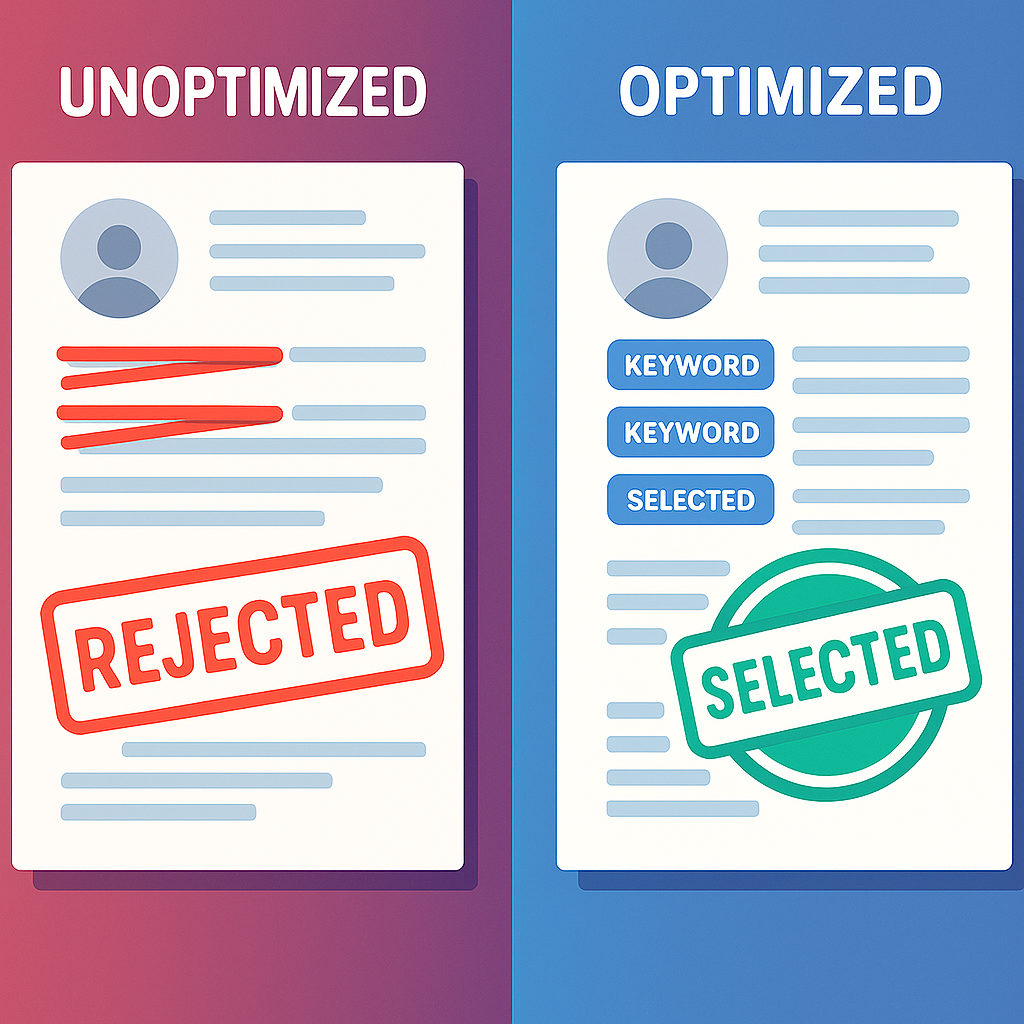 UNOPTIMIZED
REJECTED
OPTIMIZED
KEYWORD
KEYWORD
SELECTED
SELECTED